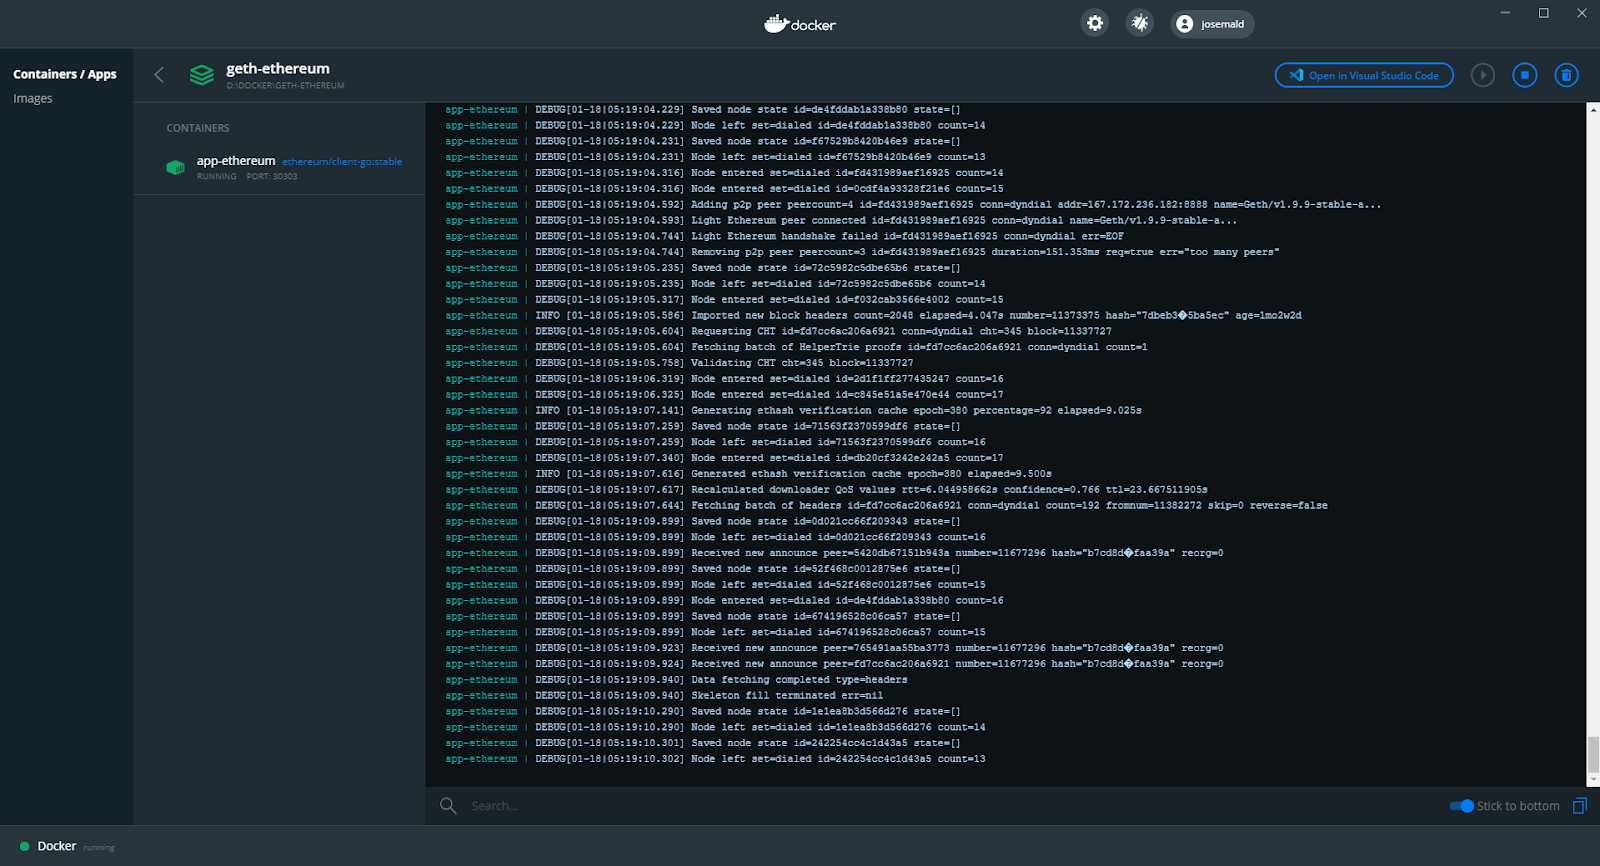 docker
josemald
Containers / Apps
Images
geth-ethereum
D:\DOCKER\GETH-ETHEREUM
Open in Visual Studio Code
CONTAINERS
app-ethereum ethereum/client-go:stable
RUNNING PORT: 30303
app-ethereum | DEBUG[01-18|05:19:04.229] Saved node state id=de4fddab1a338b80 state=[]
app-ethereum | DEBUG[01-18|05:19:04.229] Node left set=dialed id=de4fddab1a338b80 count=14
app-ethereum | DEBUG[01-18|05:19:04.231] Saved node state id=f67529b8420b46e9 state=[]
app-ethereum | DEBUG[01-18|05:19:04.231] Node left set=dialed id=f67529b8420b46e9 count=13
app-ethereum | DEBUG[01-18|05:19:04.316] Node entered set=dialed id=fd431989aef16925 count=14
app-ethereum | DEBUG[01-18|05:19:04.316] Node entered set=dialed id=0cdf4a93328f21e6 count=15
app-ethereum | DEBUG[01-18|05:19:04.592] Adding p2p peer peercount=4 id=fd431989aef16925 conn=dyndial addr=167.172.236.182:8888 name=Geth/v1.9.9-stable-a...
app-ethereum | DEBUG[01-18|05:19:04.593] Light Ethereum peer connected id=fd431989aef16925 conn=dyndial name=Geth/v1.9.9-stable-a...
app-ethereum | DEBUG[01-18|05:19:04.744] Light Ethereum handshake failed id=fd431989aef16925 conn=dyndial err=EOF
app-ethereum | DEBUG[01-18|05:19:04.744] Removing p2p peer peercount=3 id=fd431989aef16925 duration=151.353ms req=true err="too many peers"
app-ethereum | DEBUG[01-18|05:19:05.235] Saved node state id=72c5982c5dbe65b6 state=[]
app-ethereum | DEBUG[01-18|05:19:05.235] Node left set=dialed id=72c5982c5dbe65b6 count=14
app-ethereum | DEBUG[01-18|05:19:05.317] Node entered set=dialed id=f032cab3566e4002 count=15
app-ethereum | INFO [01-18|05:19:05.586] Imported new block headers count=2048 elapsed=4.047s number=11373375 hash="7dbeb3�5ba5ec" age=1mo2w2d
app-ethereum | DEBUG[01-18|05:19:05.604] Requesting CHT id=fd7cc6ac206a6921 conn=dyndial cht=345 block=11337727
app-ethereum | DEBUG[01-18|05:19:05.604] Fetching batch of HelperTrie proofs id=fd7cc6ac206a6921 conn=dyndial count=1
app-ethereum | DEBUG[01-18|05:19:05.758] Validating CHT cht=345 block=11337727
app-ethereum | DEBUG[01-18|05:19:06.319] Node entered set=dialed id=2d1f1ff277435247 count=16
app-ethereum | DEBUG[01-18|05:19:06.325] Node entered set=dialed id=c845e51a5e470e44 count=17
app-ethereum | INFO [01-18|05:19:07.141] Generating ethash verification cache epoch=380 percentage=92 elapsed=9.025s
app-ethereum | DEBUG[01-18|05:19:07.259] Saved node state id=71563f2370599df6 state=[]
app-ethereum | DEBUG[01-18|05:19:07.259] Node left set=dialed id=71563f2370599df6 count=16
app-ethereum | DEBUG[01-18|05:19:07.340] Node entered set=dialed id=db20cf3242e242a5 count=17
app-ethereum | INFO [01-18|05:19:07.616] Generated ethash verification cache epoch=380 elapsed=9.500s
app-ethereum | DEBUG[01-18|05:19:07.617] Recalculated downloader QoS values rtt=6.044958662s confidence=0.766 ttl=23.667511905s
app-ethereum | DEBUG[01-18|05:19:07.644] Fetching batch of headers id=fd7cc6ac206a6921 conn=dyndial count=192 fromnum=11382272 skip=0 reverse=false
app-ethereum | DEBUG[01-18|05:19:09.899] Saved node state id=0d021cc66f209343 state=[]
app-ethereum | DEBUG[01-18|05:19:09.899] Node left set=dialed id=0d021cc66f209343 count=16
app-ethereum | DEBUG[01-18|05:19:09.899] Received new announce peer=5420db67151b943a number=11677296 hash="b7cd8d�faa39a" reorg=0
app-ethereum | DEBUG[01-18|05:19:09.899] Saved node state id=52f468c0012875e6 state=[]
app-ethereum | DEBUG[01-18|05:19:09.899] Node left set=dialed id=52f468c0012875e6 count=15
app-ethereum | DEBUG[01-18|05:19:09.899] Node entered set=dialed id=de4fddab1a338b80 count=16
app-ethereum | DEBUG[01-18|05:19:09.899] Saved node state id=674196528c06ca57 state=[]
app-ethereum | DEBUG[01-18|05:19:09.899] Node left set=dialed id=674196528c06ca57 count=15
app-ethereum | DEBUG[01-18|05:19:09.923] Received new announce peer=765491aa55ba3773 number=11677296 hash="b7cd8d�faa39a" reorg=0
app-ethereum | DEBUG[01-18|05:19:09.924] Received new announce peer=fd7cc6ac206a6921 number=11677296 hash="b7cd8d�faa39a" reorg=0
app-ethereum | DEBUG[01-18|05:19:09.940] Data fetching completed type=headers
app-ethereum | DEBUG[01-18|05:19:09.940] Skeleton fill terminated err=nil
app-ethereum | DEBUG[01-18|05:19:10.290] Saved node state id=1e1ea8b3d566d276 state=[]
app-ethereum | DEBUG[01-18|05:19:10.290] Node left set=dialed id=1e1ea8b3d566d276 count=14
app-ethereum | DEBUG[01-18|05:19:10.301] Saved node state id=242254cc4c1d43a5 state=[]
app-ethereum | DEBUG[01-18|05:19:10.302] Node left set=dialed id=242254cc4c1d43a5 count=13
Search...
Stick to bottom
Docker running